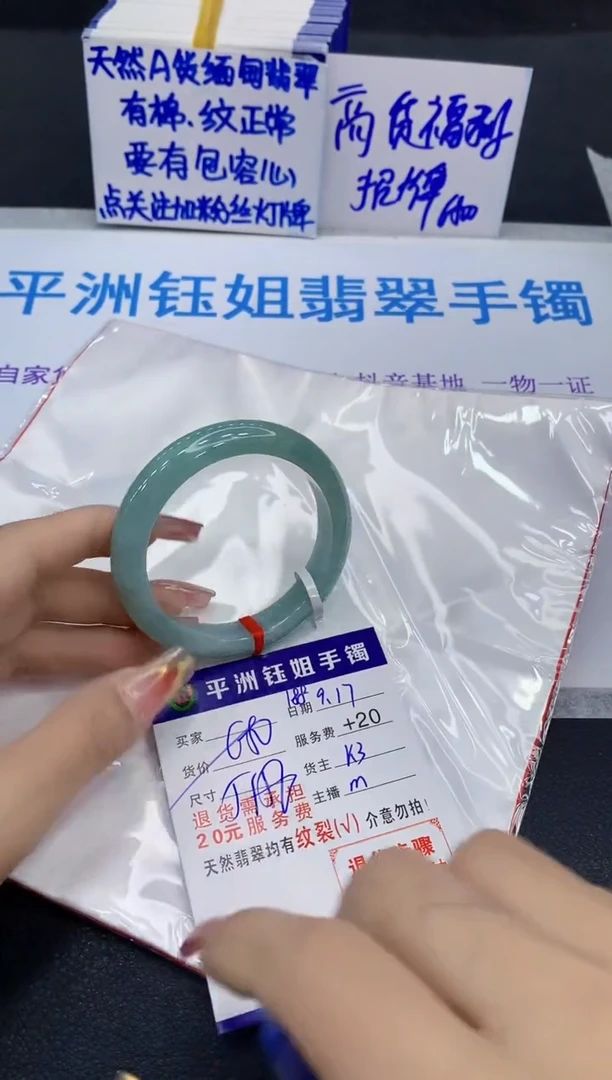 天然A货缅甸翡翠
有棉、纹正常
要有包容心
点关注加粉丝灯牌
福利
平洲钰姐翡翠手镯
自家货
抖音基地 一物一证
平洲钰姐手镯
日期 9.17
买家
服务费 +20
货价
货主 K3
尺寸
主播 m
退货需承担
20元服务费
天然翡翠均有纹裂(√)介意勿拍!